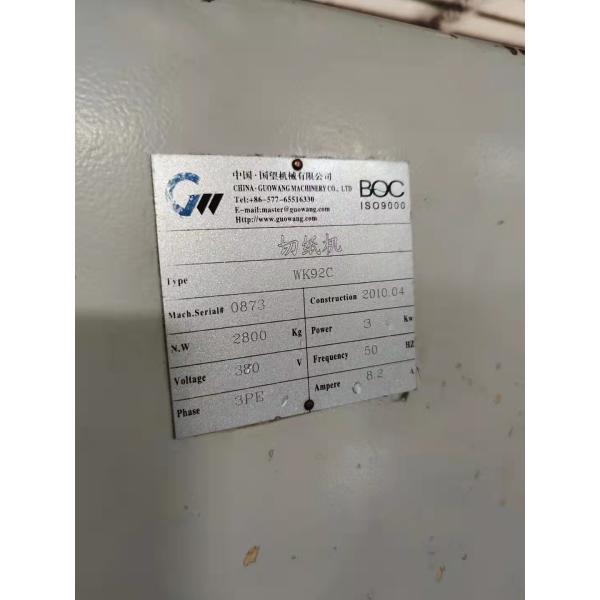 GW
中国·国望机械有限公司
CHINA·GUOWANG MACHINERY CO., LTD
Tel:+86-577-65516330
E-mail:master@guowang.com
Http://www.guowang.com
BQC
ISO9000
切纸机
Type WK92C
Mach.Serial# 0873 Construction 2010.04
N.W 2800 Kg Power 3 Kw
Voltage 380 V Frequency 50 HZ
Phase 3PE Ampere 8.2 A